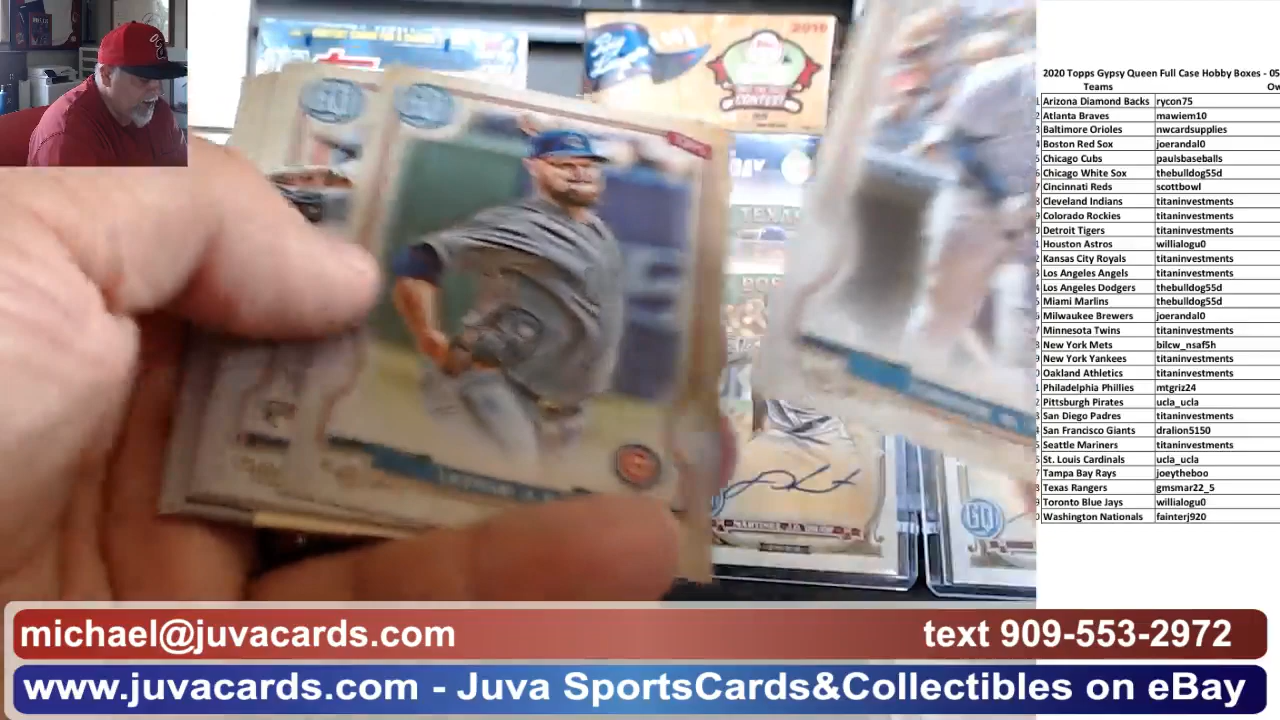 2020 Topps Gypsy Queen Full Case Hobby Boxes - 05
Teams Ow
Arizona Diamond Backs rycon75
Atlanta Braves mawiem10
Baltimore Orioles nwcardsupplies
Boston Red Sox joerandal0
Chicago Cubs paulsbaseballs
Chicago White Sox thebulldog55d
Cincinnati Reds scottbowl
Cleveland Indians titaninvestments
Colorado Rockies titaninvestments
Detroit Tigers titaninvestments
Houston Astros willialogu0
Kansas City Royals titaninvestments
Los Angeles Angels titaninvestments
Los Angeles Dodgers thebulldog55d
Miami Marlins thebulldog55d
Milwaukee Brewers joerandal0
Minnesota Twins titaninvestments
New York Mets bilcw_nsaf5h
New York Yankees titaninvestments
Oakland Athletics titaninvestments
Philadelphia Phillies mtgriz24
Pittsburgh Pirates ucla_ucla
San Diego Padres titaninvestments
San Francisco Giants dralion5150
Seattle Mariners titaninvestments
St. Louis Cardinals ucla_ucla
Tampa Bay Rays joeytheboo
Texas Rangers gmsmar22_5
Toronto Blue Jays willialogu0
Washington Nationals fainterj920
2016
CONTEST
GQ
GQ
GQ
michael@juvacards.com
text 909-553-2972
www.juvacards.com - Juva SportsCards&Collectibles on eBay